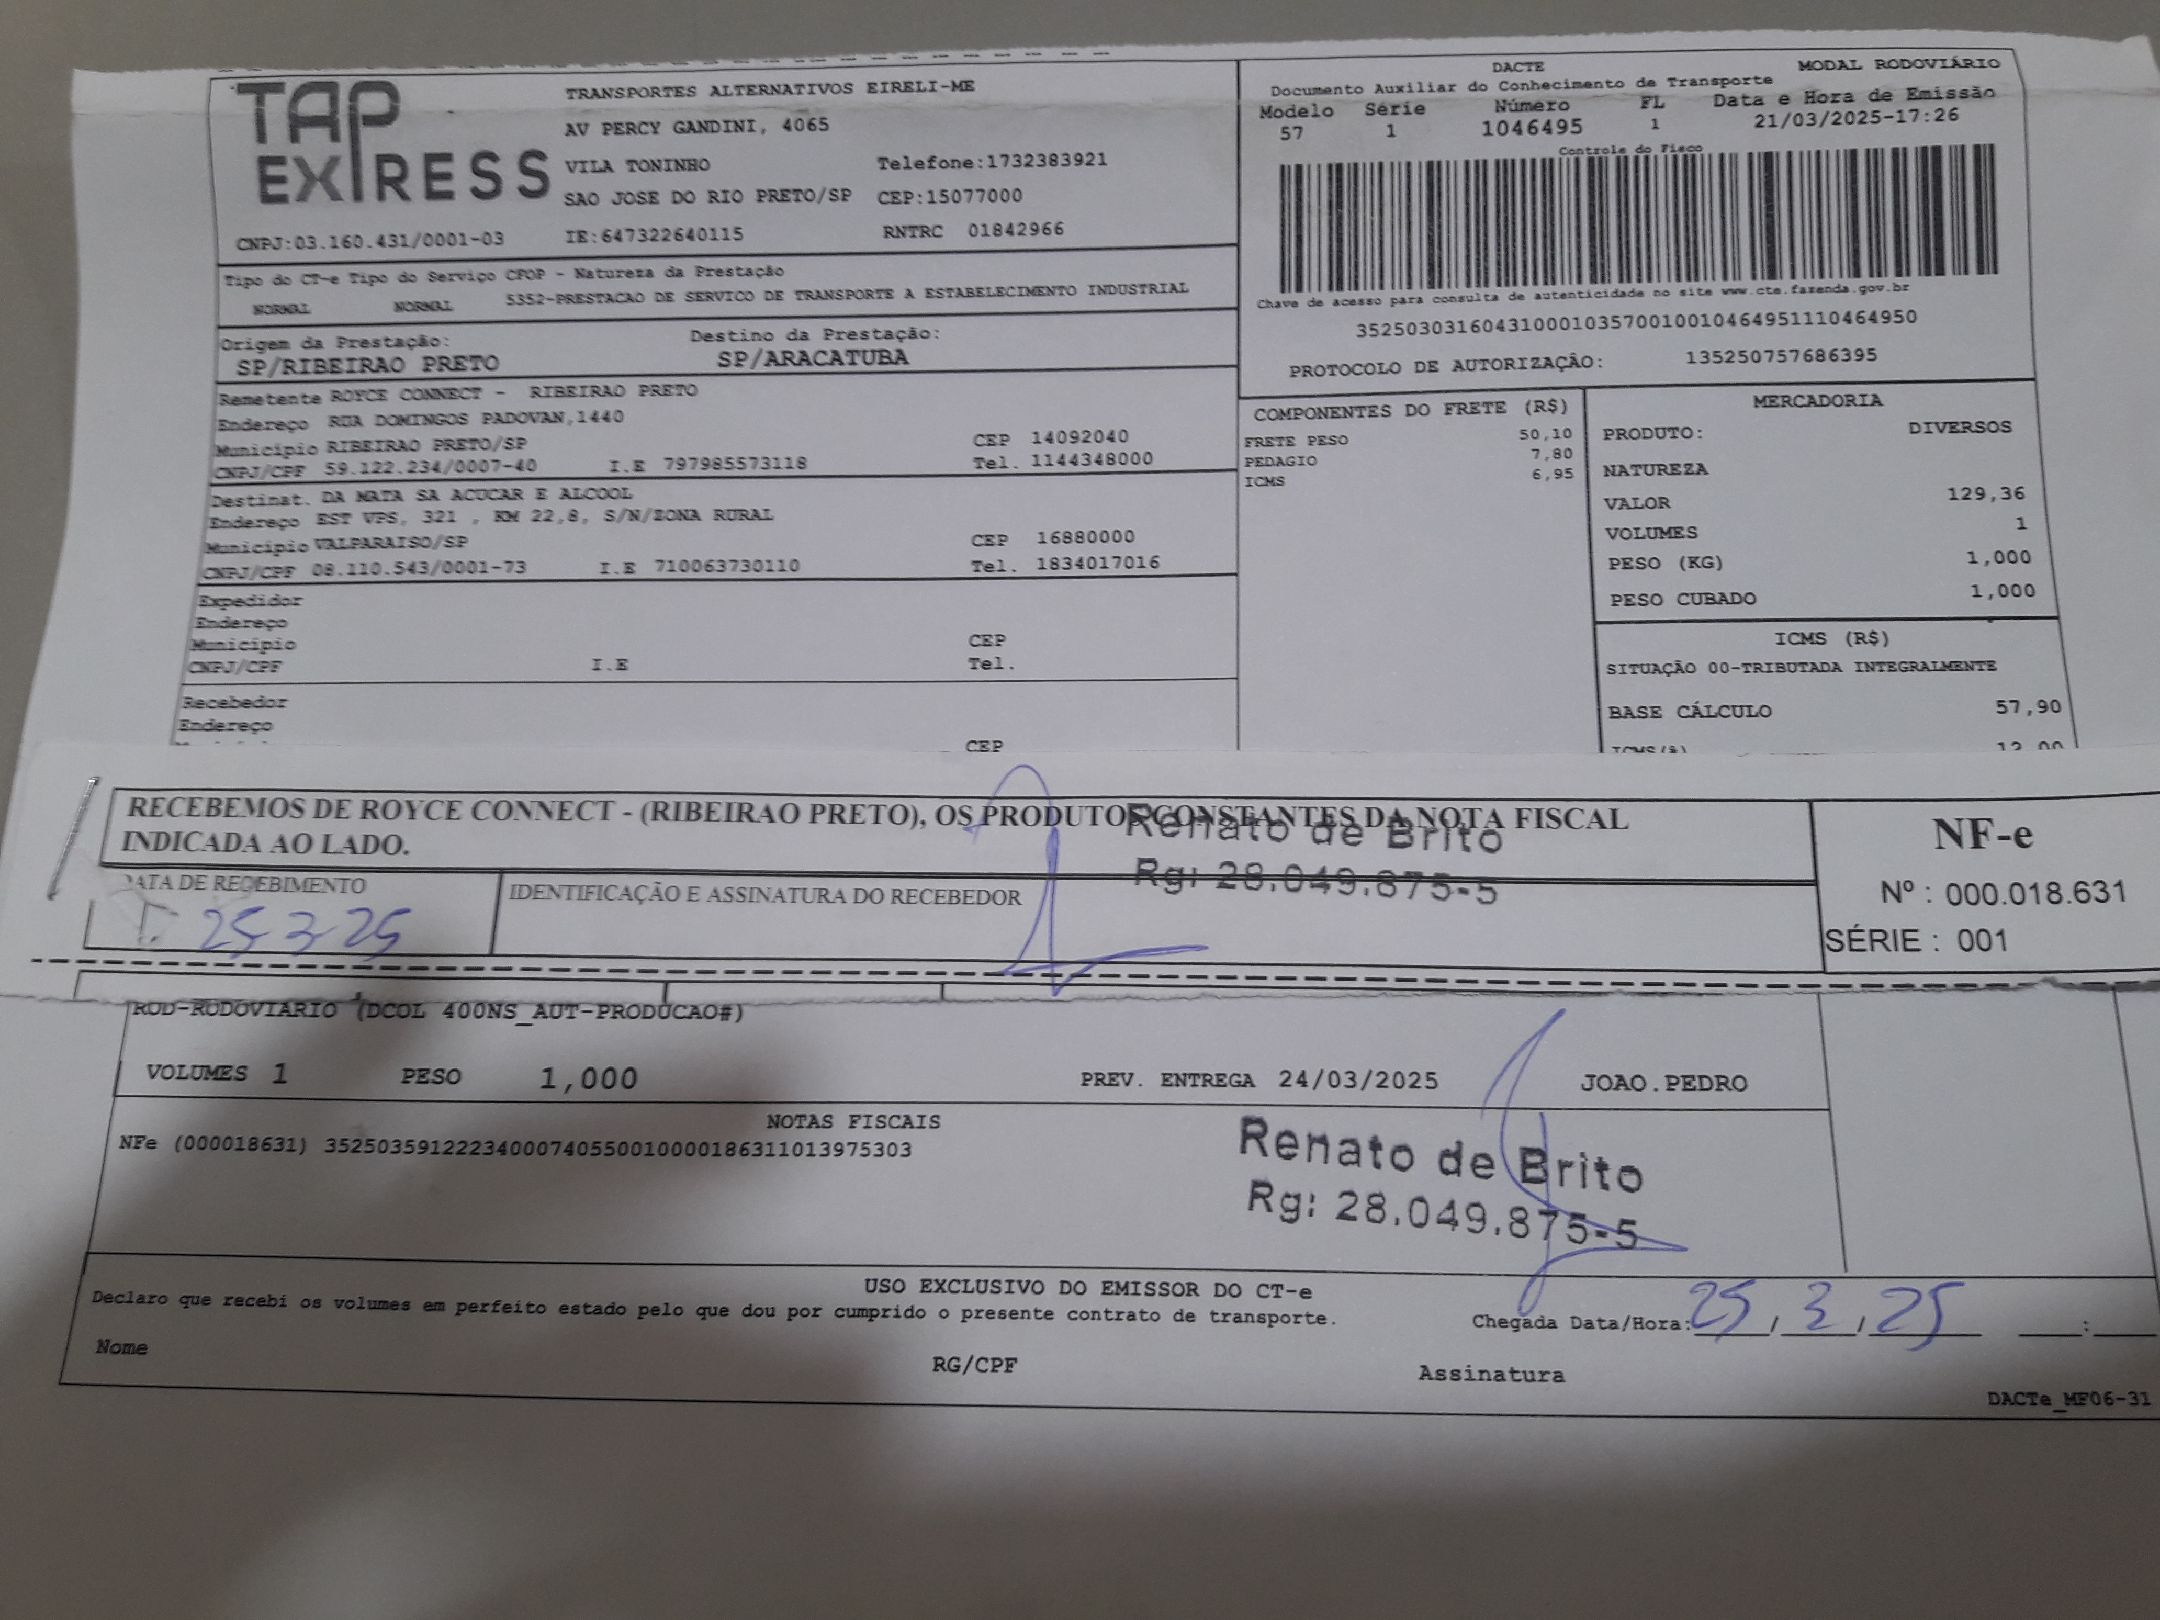 TAP EXPRESS
TRANSPORTES ALTERNATIVOS EIRELI-ME
AV PERCY GANDINI, 4065
VILA TONINHO Telefone:1732383921
SAO JOSE DO RIO PRETO/SP CEP:15077000
CNPJ:03.160.431/0001-03 IE:647322640115 RNTRC 01842966
DACTE MODAL RODOVIÁRIO
Documento Auxiliar do Conhecimento de Transporte
Modelo Série Número FL Data e Hora de Emissão
57 1 1046495 1 21/03/2025-17:26
Controle do Fisco
Chave de acesso para consulta de autenticidade no site www.cte.fazenda.gov.br
35250303160431000103570010010464951110464950
PROTOCOLO DE AUTORIZAÇÃO: 135250757686395
Tipo do CT-e Tipo do Serviço CFOP - Natureza da Prestação
NORMAL NORMAL 5352-PRESTACAO DE SERVICO DE TRANSPORTE A ESTABELECIMENTO INDUSTRIAL
Origem da Prestação: Destino da Prestação:
SP/RIBEIRAO PRETO SP/ARACATUBA
Remetente ROYCE CONNECT - RIBEIRAO PRETO
Endereço RUA DOMINGOS PADOVAN,1440
Município RIBEIRAO PRETO/SP CEP 14092040
CNPJ/CPF 59.122.234/0007-40 I.E 797985573118 Tel. 1144348000
Destinat. DA MATA SA ACUCAR E ALCOOL
Endereço EST VPS, 321 , KM 22,8, S/N/ZONA RURAL
Município VALPARAISO/SP CEP 16880000
CNPJ/CPF 08.110.543/0001-73 I.E 710063730110 Tel. 1834017016
Expedidor
Endereço
Município CEP
CNPJ/CPF I.E Tel.
Recebedor
Endereço
CEP
COMPONENTES DO FRETE (R$)
FRETE PESO 50,10
PEDAGIO 7,80
ICMS 6,95
MERCADORIA
PRODUTO: DIVERSOS
NATUREZA
VALOR 129,36
VOLUMES 1
PESO (KG) 1,000
PESO CUBADO 1,000
ICMS (R$)
SITUAÇÃO 00-TRIBUTADA INTEGRALMENTE
BASE CÁLCULO 57,90
ICMS(%) 12,00
RECEBEMOS DE ROYCE CONNECT - (RIBEIRAO PRETO), OS PRODUTOS CONSTANTES DA NOTA FISCAL
INDICADA AO LADO.
Renato de Brito
Rg: 28.049.875-5
DATA DE RECEBIMENTO IDENTIFICAÇÃO E ASSINATURA DO RECEBEDOR
25 3 25
NF-e
Nº : 000.018.631
SÉRIE : 001
ROD-RODOVIARIO (DCOL 400NS_AUT-PRODUCAO#)
VOLUMES 1 PESO 1,000 PREV. ENTREGA 24/03/2025 JOAO.PEDRO
NOTAS FISCAIS
NFe (000018631) 35250359122234000740550010000186311013975303
Renato de Brito
Rg: 28.049.875-5
USO EXCLUSIVO DO EMISSOR DO CT-e
Declaro que recebi os volumes em perfeito estado pelo que dou por cumprido o presente contrato de transporte. Chegada Data/Hora: 25/3/25 :
Nome RG/CPF Assinatura
DACTe_MF06-31